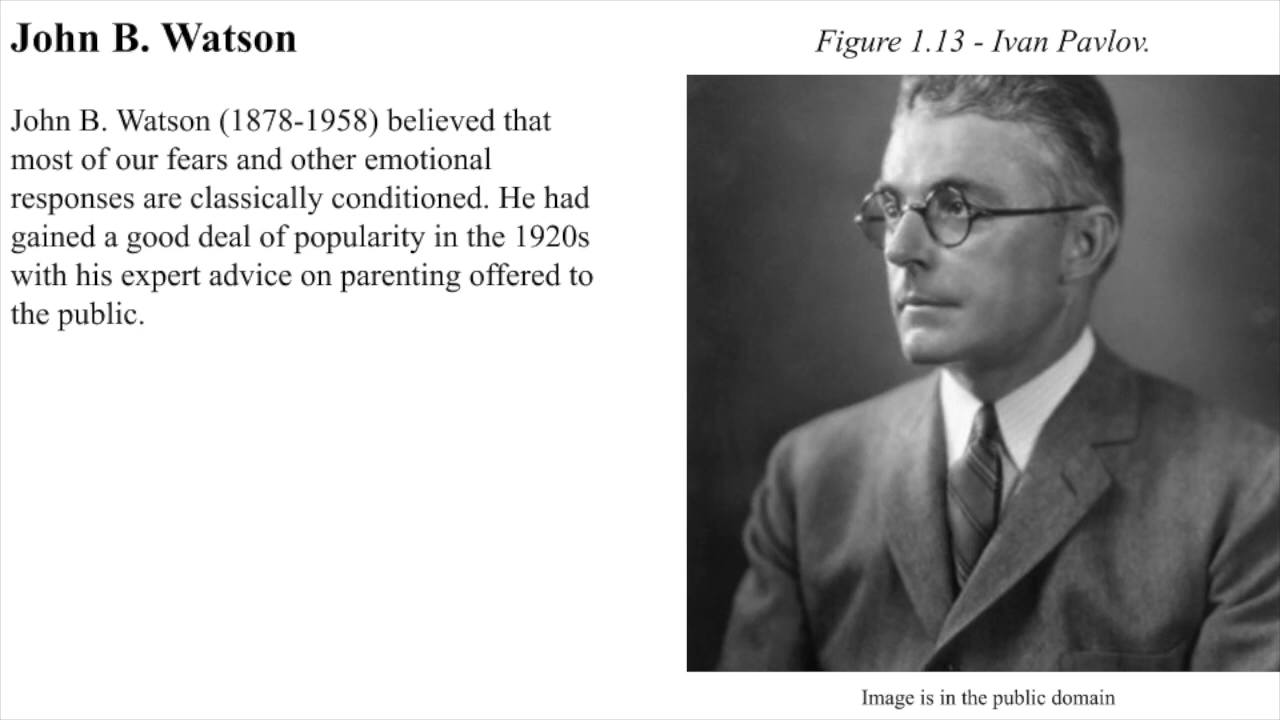 John B. Watson
John B. Watson (1878-1958) believed that
most of our fears and other emotional
responses are classically conditioned. He had
gained a good deal of popularity in the 1920s
with his expert advice on parenting offered to
the public.
Figure 1.13 - Ivan Pavlov.
Image is in the public domain